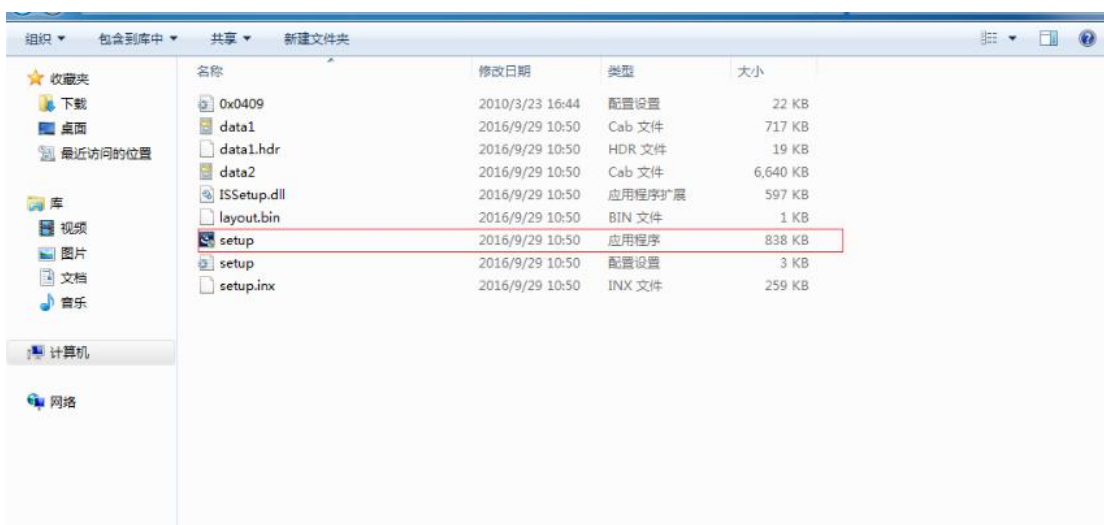 组织 包含到库中 共享 新建文件夹
收藏夹
下载
桌面
最近访问的位置
库
视频
图片
文档
音乐
计算机
网络
名称 修改日期 类型 大小
0x0409 2010/3/23 16:44 配置设置 22 KB
data1 2016/9/29 10:50 Cab 文件 717 KB
data1.hdr 2016/9/29 10:50 HDR 文件 19 KB
data2 2016/9/29 10:50 Cab 文件 6,640 KB
ISSetup.dll 2016/9/29 10:50 应用程序扩展 597 KB
layout.bin 2016/9/29 10:50 BIN 文件 1 KB
setup 2016/9/29 10:50 应用程序 838 KB
setup 2016/9/29 10:50 配置设置 3 KB
setup.inx 2016/9/29 10:50 INX 文件 259 KB